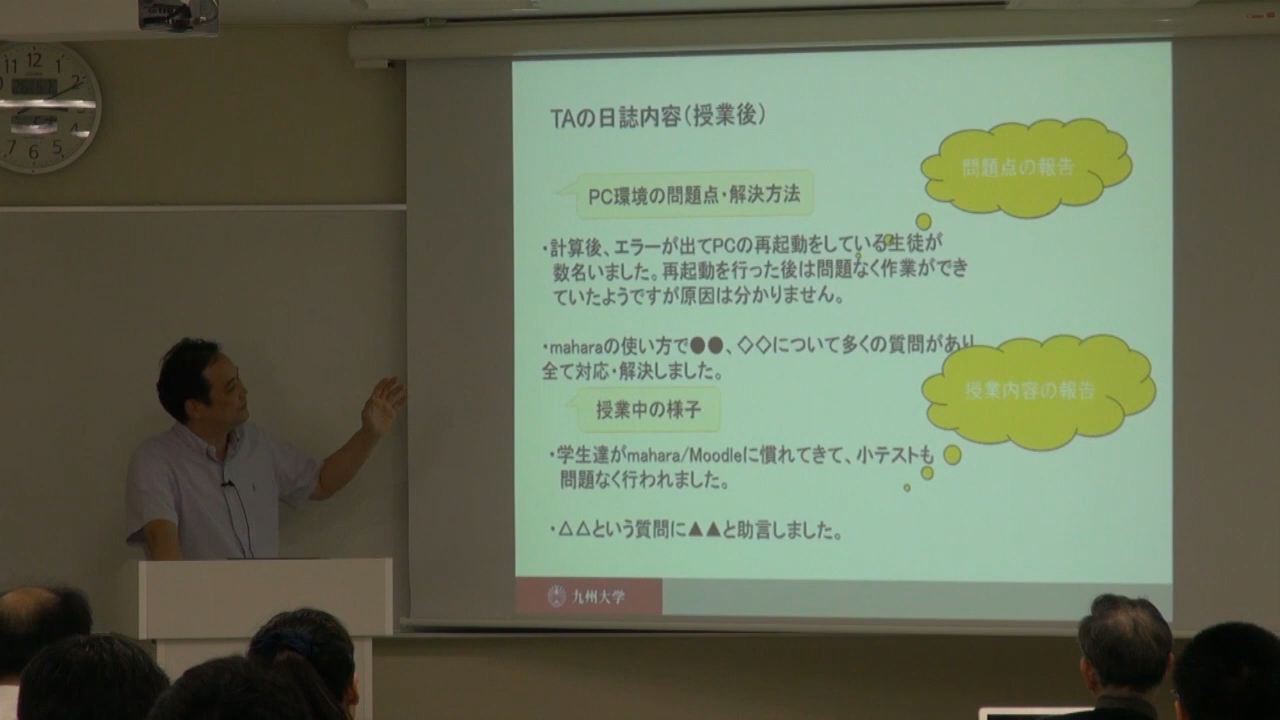 11 12 1
2
3
4
7 6 5
TAの日誌内容(授業後)
問題点の報告
PC環境の問題点・解決方法
・計算後、エラーが出てPCの再起動をしている生徒が
数名いました。再起動を行った後は問題なく作業ができ
ていたようですが原因は分かりません。
・maharaの使い方で●●、◇◇について多くの質問があり
全て対応・解決しました。
授業内容の報告
授業中の様子
・学生達がmahara/Moodleに慣れてきて、小テストも
問題なく行われました。
・△△という質問に▲▲と助言しました。
九州大学